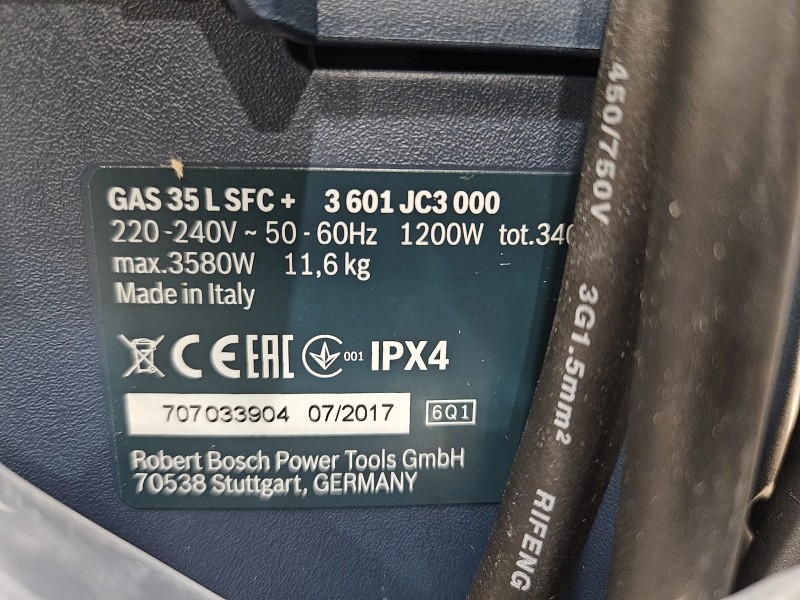 GAS 35 L SFC + 3 601 JC3 000
220-240V ~ 50-60Hz 1200W tot.340
max.3580W 11,6 kg
Made in Italy
CE EAC 001 IPX4
707033904 07/2017 6Q1
Robert Bosch Power Tools GmbH
70538 Stuttgart, GERMANY
450/750V 3G1.5mm² RIFENG